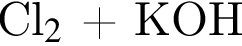 Cl₂ + KOH